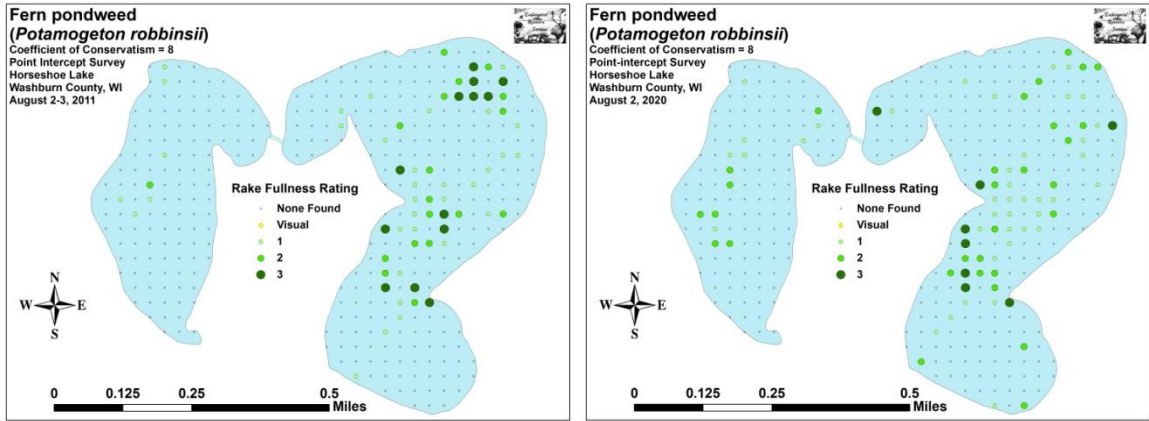 Fern pondweed
(Potamogeton robbinsii)
Coefficient of Conservatism = 8
Point Intercept Survey
Horseshoe Lake
Washburn County, WI
August 2-3, 2011
Rake Fullness Rating
None Found
Visual
1
2
3
N
W E
S
0 0.125 0.25 0.5
Miles
Fern pondweed
(Potamogeton robbinsii)
Coefficient of Conservatism = 8
Point-intercept Survey
Horseshoe Lake
Washburn County, WI
August 2, 2020
Rake Fullness Rating
None Found
Visual
1
2
3
N
W E
S
0 0.125 0.25 0.5
Miles